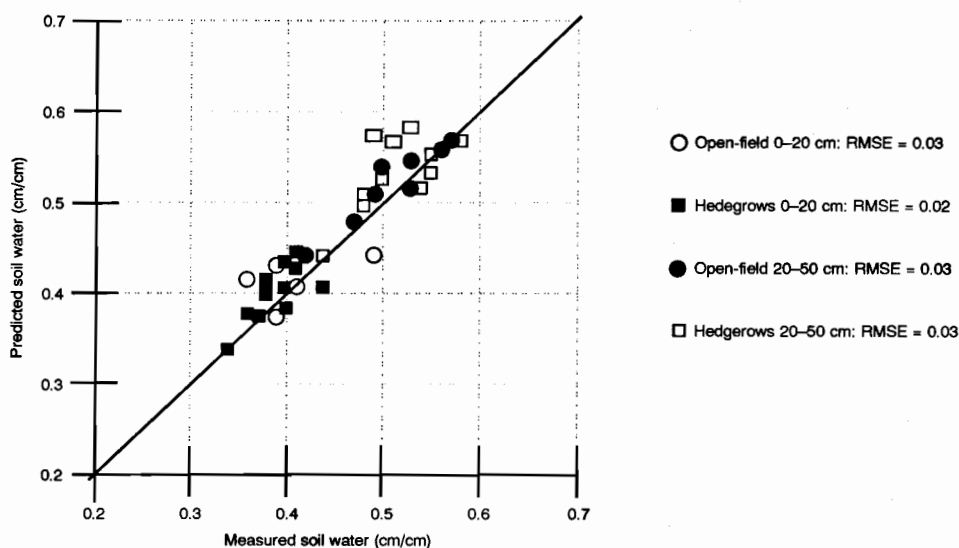 0.7
0.6
0.5
0.4
0.3
0.2
Predicted soil water (cm/cm)
0.2 0.3 0.4 0.5 0.6 0.7
Measured soil water (cm/cm)
Open-field 0–20 cm: RMSE = 0.03
Hedegrows 0–20 cm: RMSE = 0.02
Open-field 20–50 cm: RMSE = 0.03
Hedgerows 20–50 cm: RMSE = 0.03